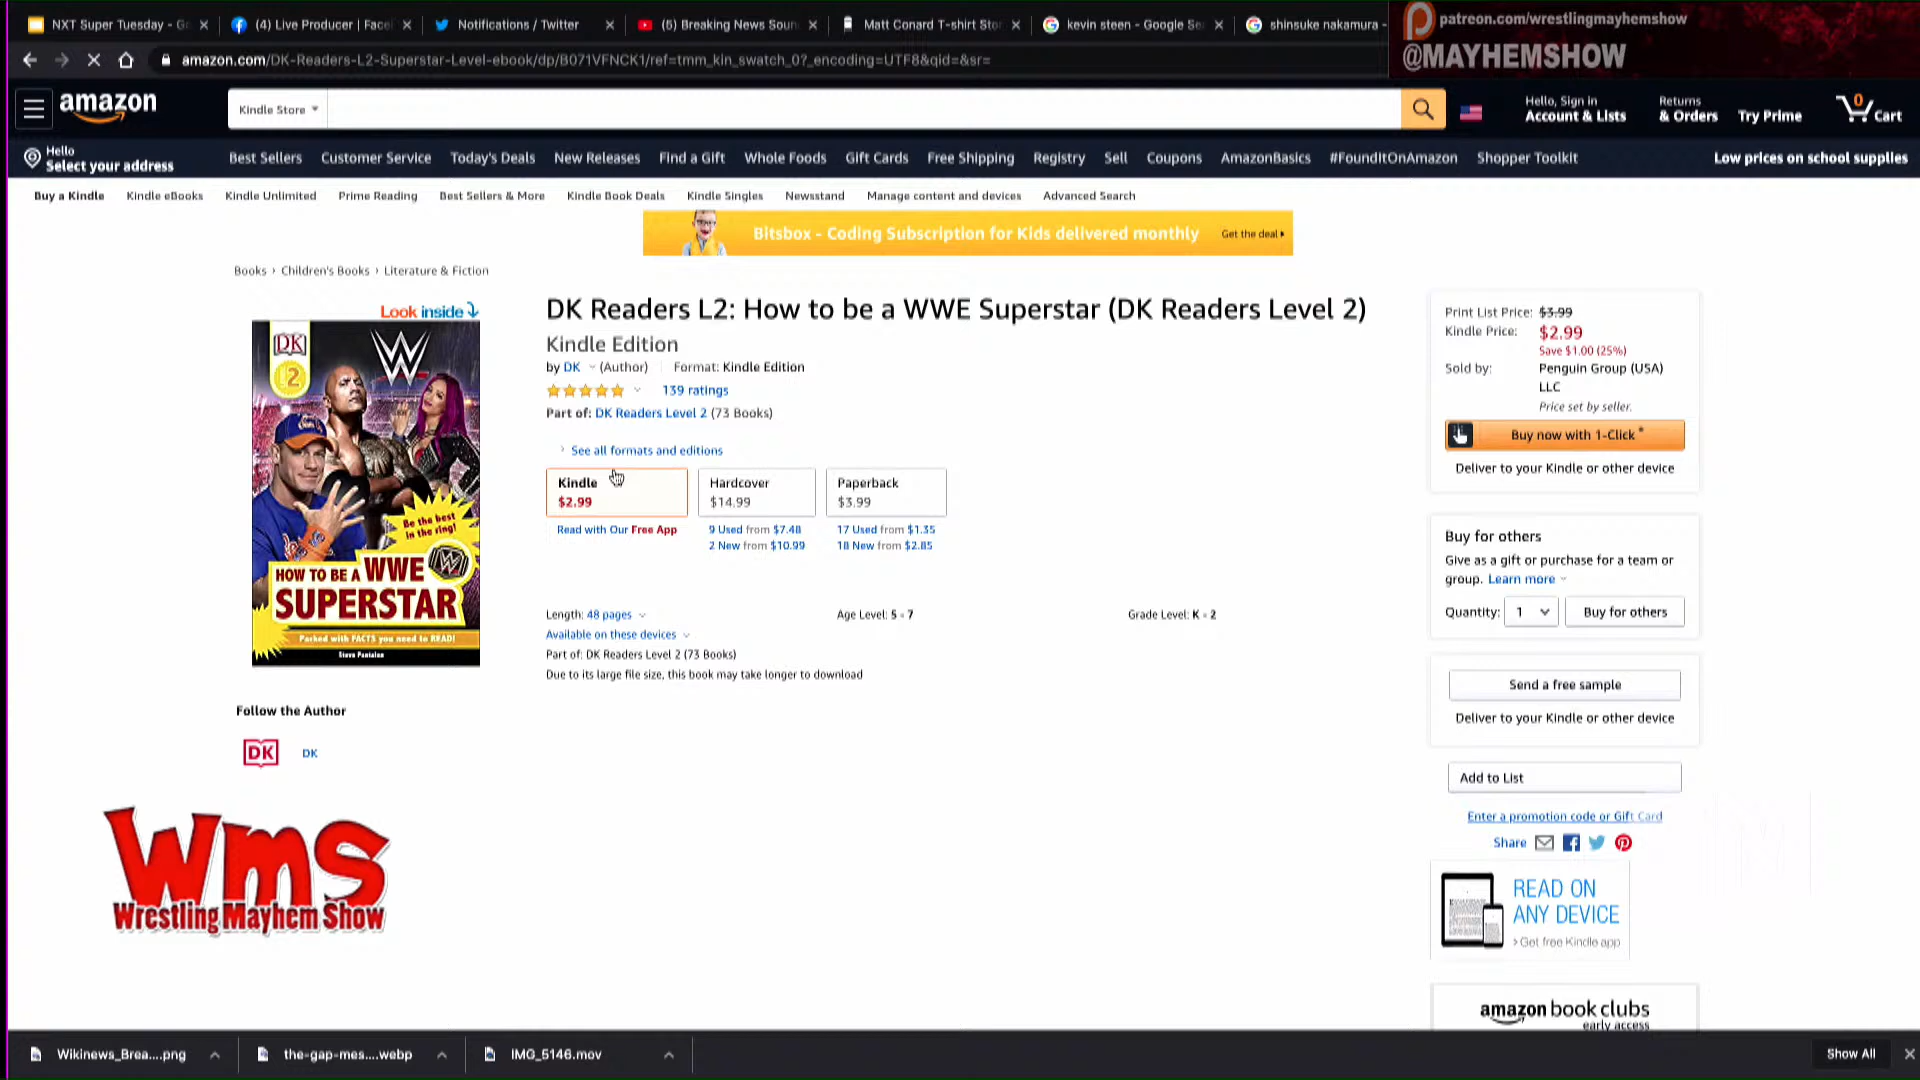 NXT Super Tuesday - Go
(4) Live Producer | Face
Notifications / Twitter
(5) Breaking News Soun
Matt Conard T-shirt Sto
kevin steen - Google Se
shinsuke nakamura -
patreon.com/wrestlingmayhemshow
@MAYHEMSHOW
amazon.com/DK-Readers-L2-Superstar-Level-ebook/dp/B071VFNCK1/ref=tmm_kin_swatch_0?_encoding=UTF8&qid=&sr=
amazon
Kindle Store
Hello, Sign in
Account & Lists
Returns
& Orders
Try Prime
0
Cart
Hello
Select your address
Best Sellers
Customer Service
Today's Deals
New Releases
Find a Gift
Whole Foods
Gift Cards
Free Shipping
Registry
Sell
Coupons
AmazonBasics
#FoundItOnAmazon
Shopper Toolkit
Low prices on school supplies
Buy a Kindle
Kindle eBooks
Kindle Unlimited
Prime Reading
Best Sellers & More
Kindle Book Deals
Kindle Singles
Newsstand
Manage content and devices
Advanced Search
Bitsbox - Coding Subscription for Kids delivered monthly
Get the deal
Books › Children's Books › Literature & Fiction
Look inside
DK
2
W
Be the best
in the ring!
HOW TO BE A WWE
SUPERSTAR
Packed with FACTS you need to READ!
Steve Pantaleo
DK Readers L2: How to be a WWE Superstar (DK Readers Level 2)
Kindle Edition
by DK (Author) Format: Kindle Edition
139 ratings
Part of: DK Readers Level 2 (73 Books)
See all formats and editions
Kindle
$2.99
Read with Our Free App
Hardcover
$14.99
9 Used from $7.48
2 New from $10.99
Paperback
$3.99
17 Used from $1.35
18 New from $2.85
Length: 48 pages
Age Level: 5 - 7
Grade Level: K - 2
Available on these devices
Part of: DK Readers Level 2 (73 Books)
Due to its large file size, this book may take longer to download
Print List Price: $3.99
Kindle Price: $2.99
Save $1.00 (25%)
Sold by: Penguin Group (USA)
LLC
Price set by seller.
Buy now with 1-Click *
Deliver to your Kindle or other device
Buy for others
Give as a gift or purchase for a team or
group. Learn more
Quantity: 1
Buy for others
Send a free sample
Deliver to your Kindle or other device
Add to List
Enter a promotion code or Gift Card
Share
READ ON
ANY DEVICE
> Get free Kindle app
amazon book clubs
early access
Follow the Author
DK
DK
WMS
Wrestling Mayhem Show
Wikinews_Brea....png
the-gap-mes....webp
IMG_5146.mov
Show All